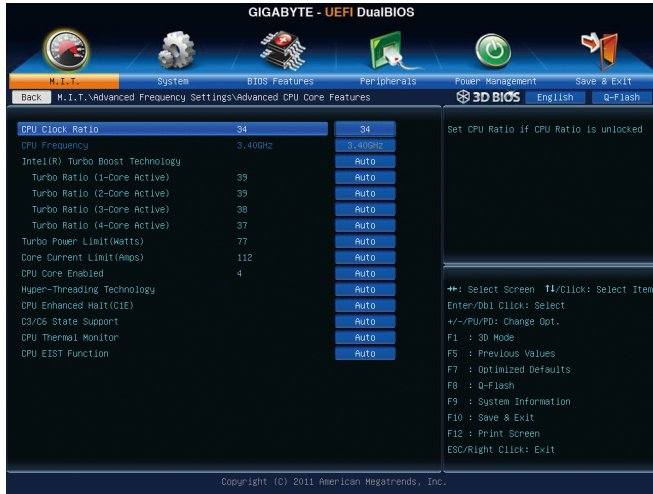 GIGABYTE - UEFI DualBIOS
M.I.T. System BIOS Features Peripherals Power Management Save & Exit
Back M.I.T.\Advanced Frequency Settings\Advanced CPU Core Features 3D BIOS English Q-Flash
CPU Clock Ratio 34 34
CPU Frequency 3.40GHz 3.40GHz
Intel(R) Turbo Boost Technology Auto
Turbo Ratio (1-Core Active) 39 Auto
Turbo Ratio (2-Core Active) 39 Auto
Turbo Ratio (3-Core Active) 38 Auto
Turbo Ratio (4-Core Active) 37 Auto
Turbo Power Limit(Watts) 77 Auto
Core Current Limit(Amps) 112 Auto
CPU Core Enabled 4 Auto
Hyper-Threading Technology Auto
CPU Enhanced Halt(C1E) Auto
C3/C6 State Support Auto
CPU Thermal Monitor Auto
CPU EIST Function Auto
Set CPU Ratio if CPU Ratio is unlocked
↔: Select Screen ↑↓/Click: Select Item
Enter/Dbl Click: Select
+/-/PU/PD: Change Opt.
F1 : 3D Mode
F5 : Previous Values
F7 : Optimized Defaults
F8 : Q-Flash
F9 : System Information
F10 : Save & Exit
F12 : Print Screen
ESC/Right Click: Exit
Copyright (C) 2011 American Megatrends, Inc.